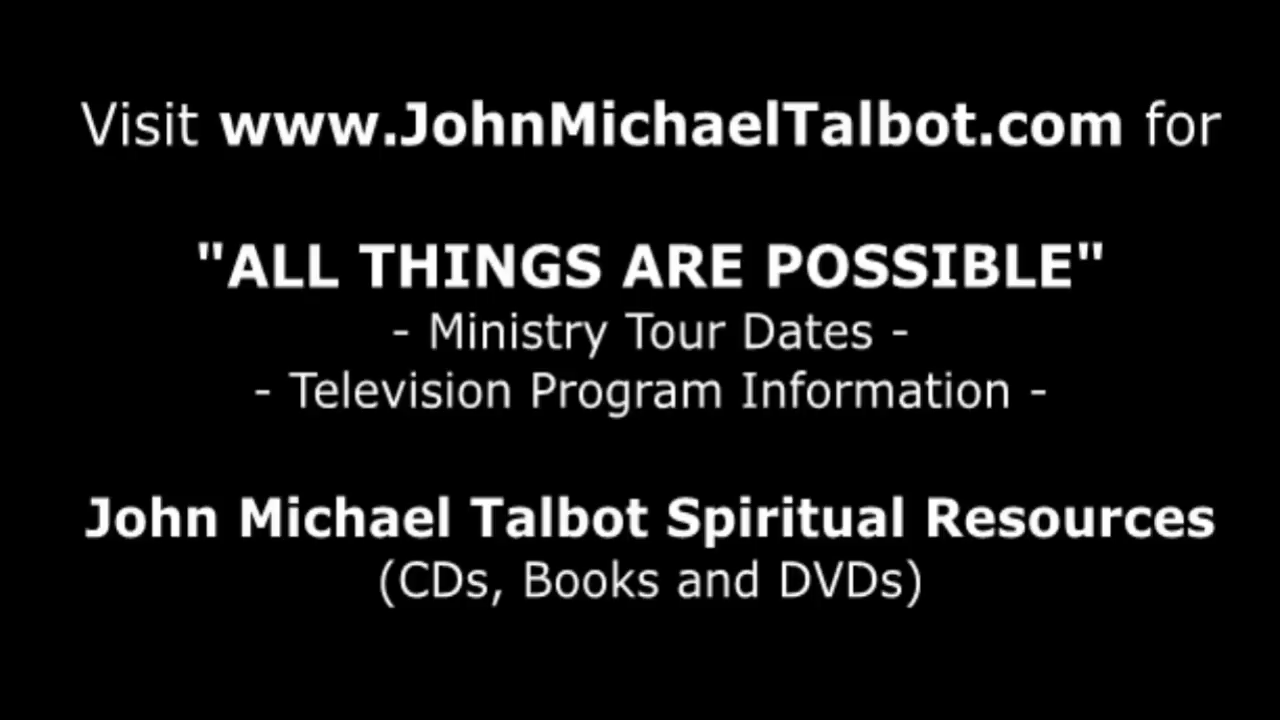 Visit www.JohnMichaelTalbot.com for
"ALL THINGS ARE POSSIBLE"
- Ministry Tour Dates -
- Television Program Information -
John Michael Talbot Spiritual Resources
(CDs, Books and DVDs)